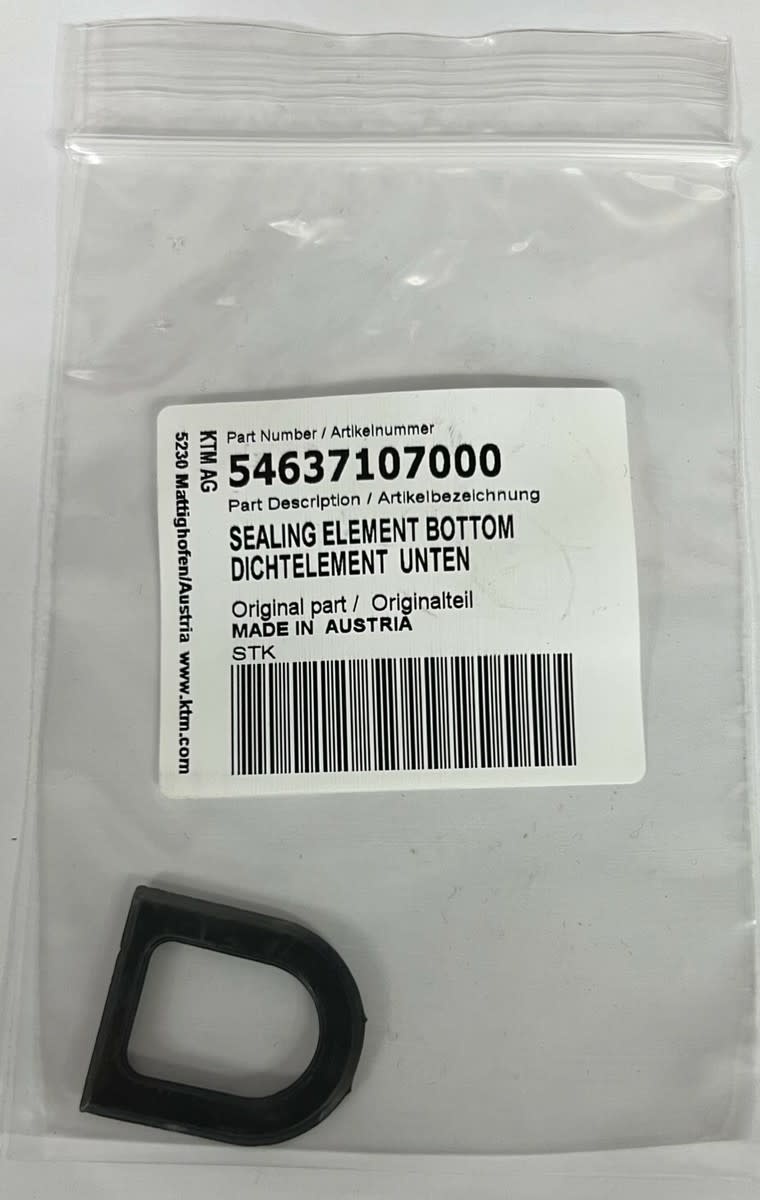 Part Number / Artikelnummer
54637107000
Part Description / Artikelbezeichnung
SEALING ELEMENT BOTTOM
DICHTELEMENT UNTEN
Original part / Originalteil
MADE IN AUSTRIA
STK
KTM AG
5230 Mattighofen/Austria www.ktm.com